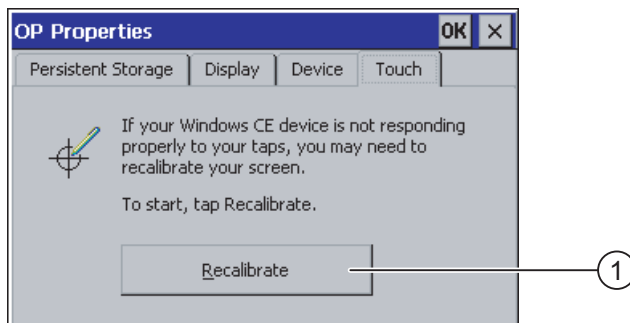 OP Properties OK ×
Persistent Storage Display Device Touch
If your Windows CE device is not responding
properly to your taps, you may need to
recalibrate your screen.
To start, tap Recalibrate.
Recalibrate
1